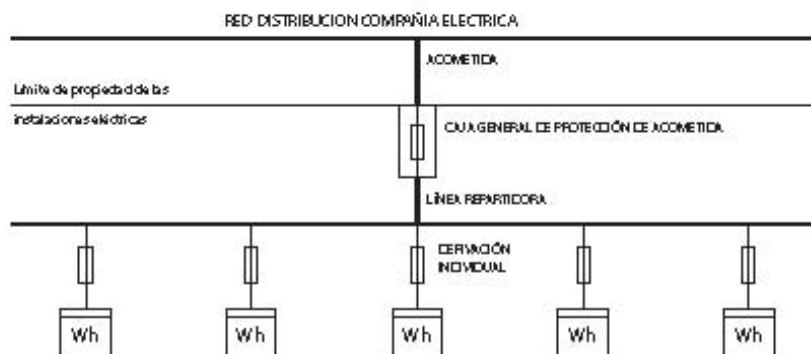 RED DISTRIBUCION COMPAÑIA ELECTRICA
ACOMETIDA
Límite de propiedad de las
instalaciones eléctricas
CAJA GENERAL DE PROTECCIÓN DE ACOMETIDA
LÍNEA REPARTIDORA
DERIVACIÓN
INDIVIDUAL
Wh
Wh
Wh
Wh
Wh